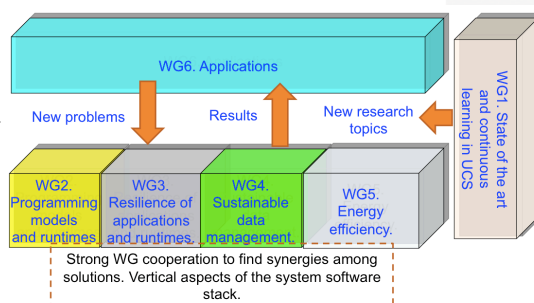 WG6. Applications
New problems
Results
New research
topics
WG1. State of the art
and continuous
learning in UCS
WG2.
Programming
models
and runtimes
WG3.
Resilience of
applications
and runtimes.
WG4.
Sustainable
data
management.
WG5.
Energy
efficiency.
Strong WG cooperation to find synergies among
solutions. Vertical aspects of the system software
stack.